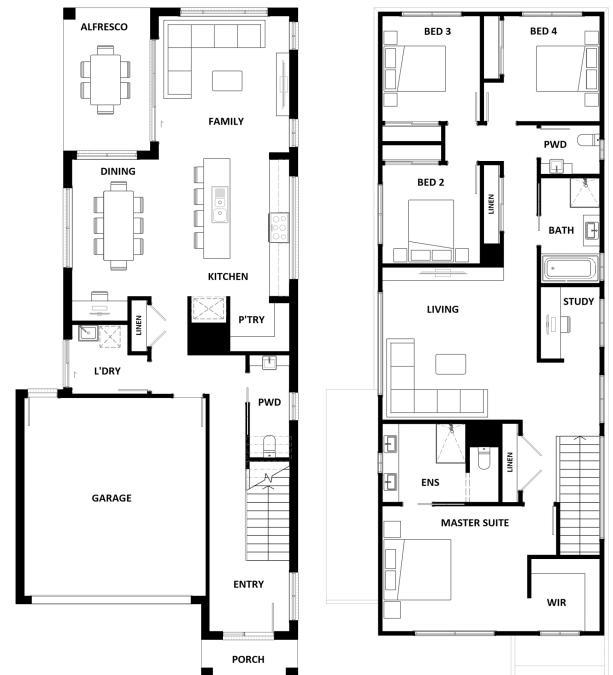 ALFRESCO
FAMILY
DINING
KITCHEN
LINEN
P'TRY
L'DRY
PWD
GARAGE
ENTRY
PORCH
BED 3
BED 4
PWD
BED 2
LINEN
BATH
LIVING
STUDY
ENS
LINEN
MASTER SUITE
WIR